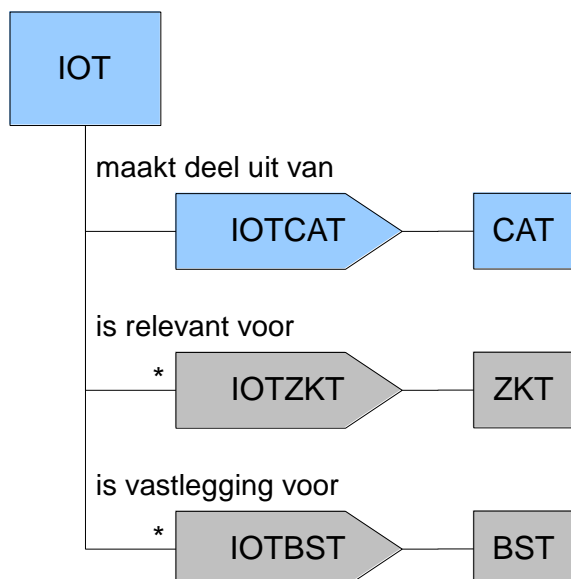 IOT
maakt deel uit van
IOTCAT CAT
is relevant voor
* IOTZKT ZKT
is vastlegging voor
* IOTBST BST